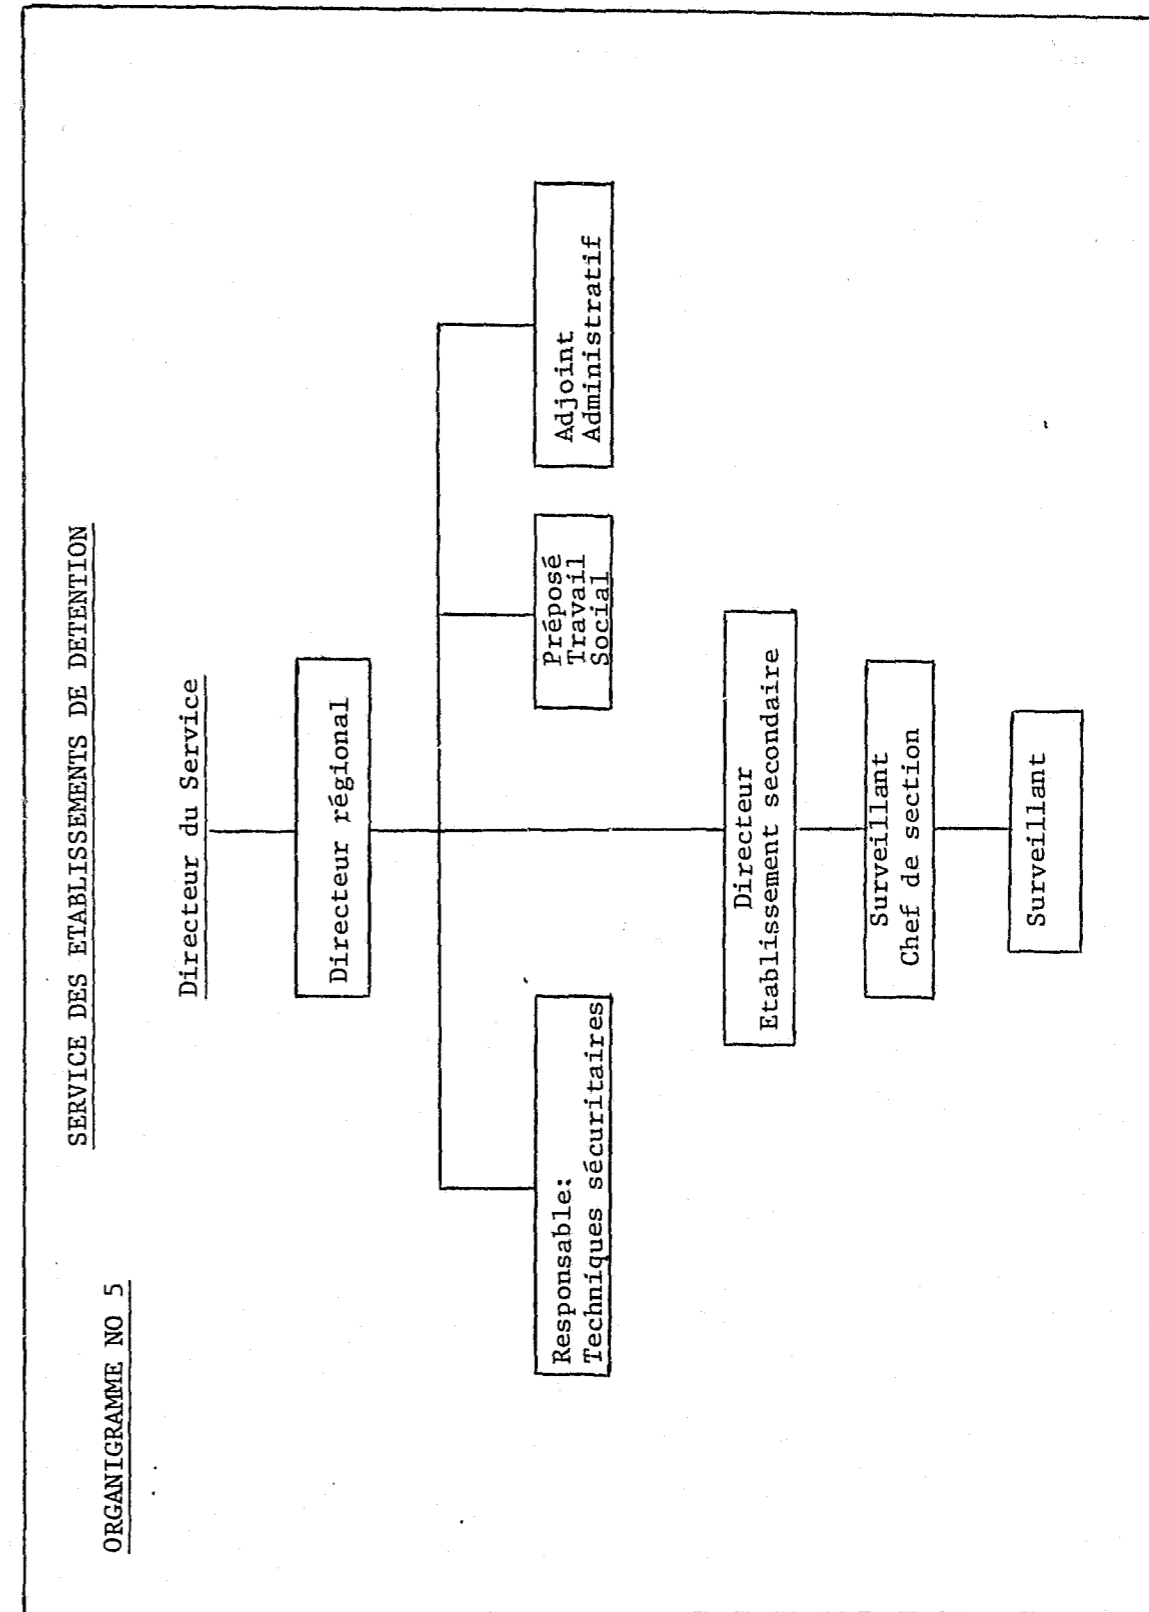 SERVICE DES ETABLISSEMENTS DE DETENTION
ORGANIGRAMME NO 5
Directeur du Service
Directeur régional
Responsable:
Techniques sécuritaires
Préposé
Travail
Social
Adjoint
Administratif
Directeur
Etablissement secondaire
Surveillant
Chef de section
Surveillant